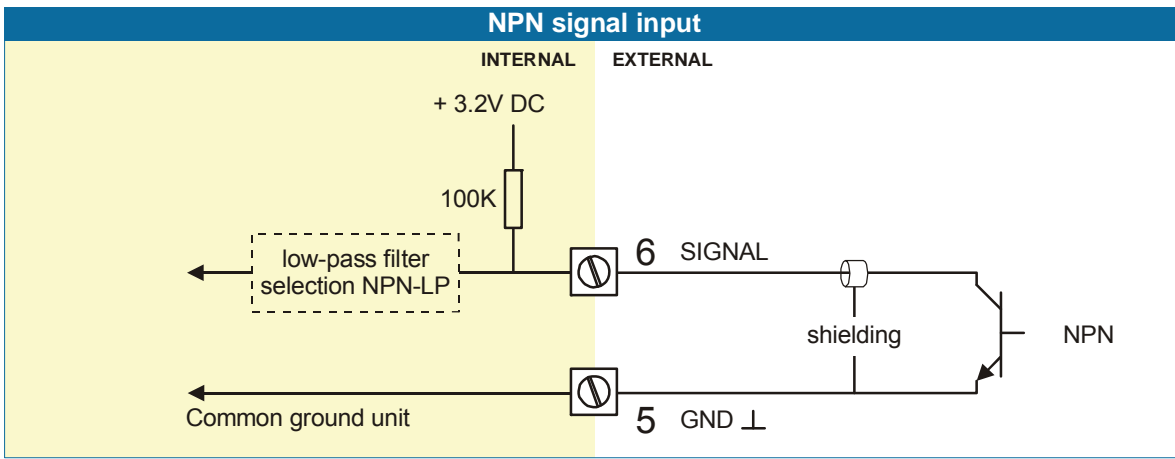 NPN signal input
INTERNAL EXTERNAL
+ 3.2V DC
100K
low-pass filter
selection NPN-LP
6 SIGNAL
shielding
NPN
Common ground unit
5 GND ⊥